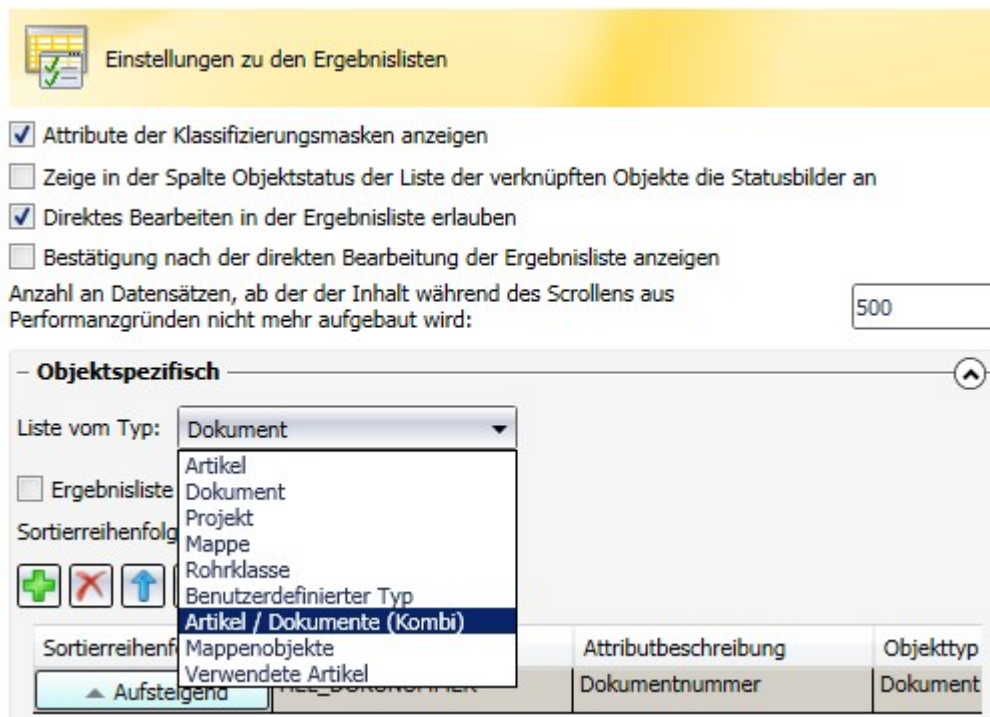 Einstellungen zu den Ergebnislisten
Attribute der Klassifizierungsmasken anzeigen
Zeige in der Spalte Objektstatus der Liste der verknüpften Objekte die Statusbilder an
Direktes Bearbeiten in der Ergebnisliste erlauben
Bestätigung nach der direkten Bearbeitung der Ergebnisliste anzeigen
Anzahl an Datensätzen, ab der der Inhalt während des Scrollens aus
Performanzgründen nicht mehr aufgebaut wird:
500
Objektspezifisch
Liste vom Typ: Dokument
Artikel
Ergebnisliste Dokument
Projekt
Sortierreihenfolg
Mappe
Rohrklasse
Benutzerdefinierter Typ
Artikel / Dokumente (Kombi)
Sortierreihenf Mappenobjekte Attributbeschreibung Objekttyp
Verwendete Artikel
Aufsteigend Dokumentnummer Dokument